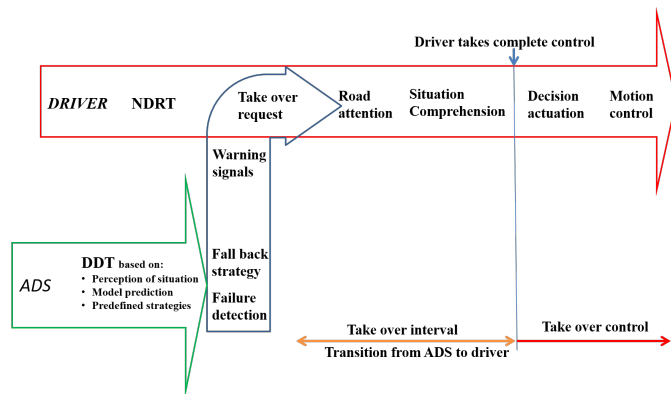 Driver takes complete control
DRIVER
NDRT
Take over
request
Road
attention
Situation
Comprehension
Decision
actuation
Motion
control
Warning
signals
ADS
DDT based on:
• Perception of situation
• Model prediction
• Predefined strategies
Fall back
strategy
Failure
detection
Take over interval
Transition from ADS to driver
Take over control